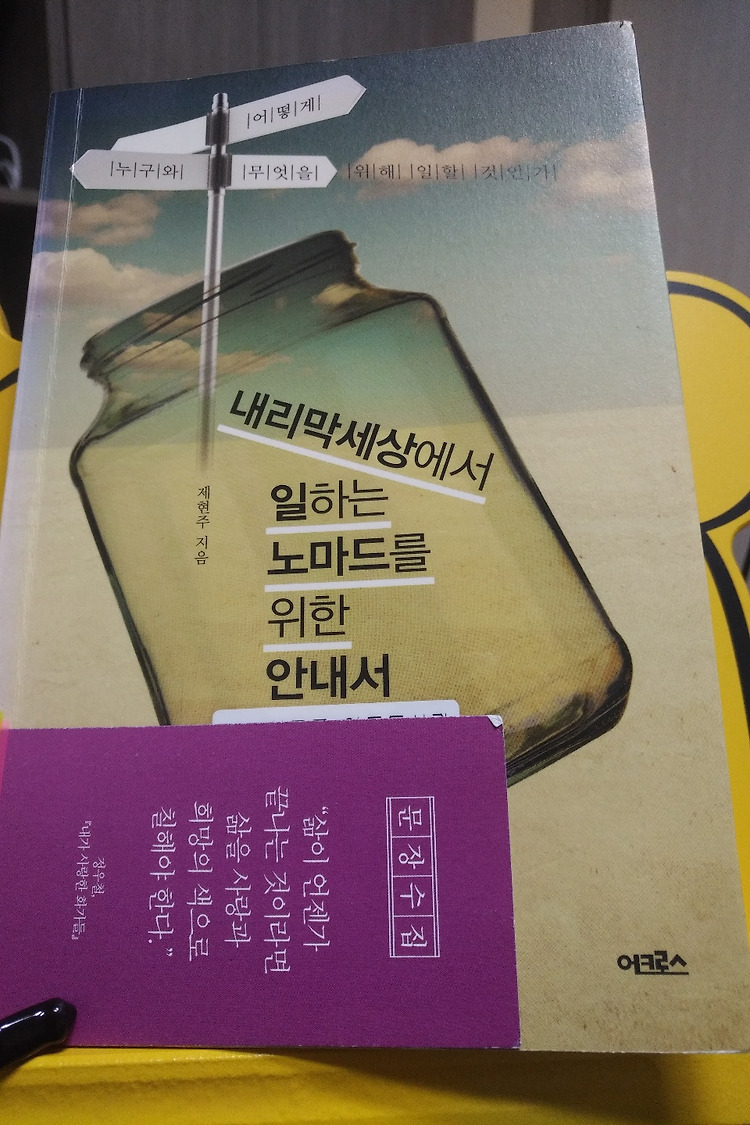 어떻게
누구와 무엇을 위해 일할 것인가
내리막세상에서
일하는
노마드를
위한
안내서
제현주 지음
문장수집
“삶이 언젠가
끝나는 것이라면
삶을 사랑과
희망의 색으로
칠해야 한다.”
정우철,
『내가 사랑한 화가들』
어크로스